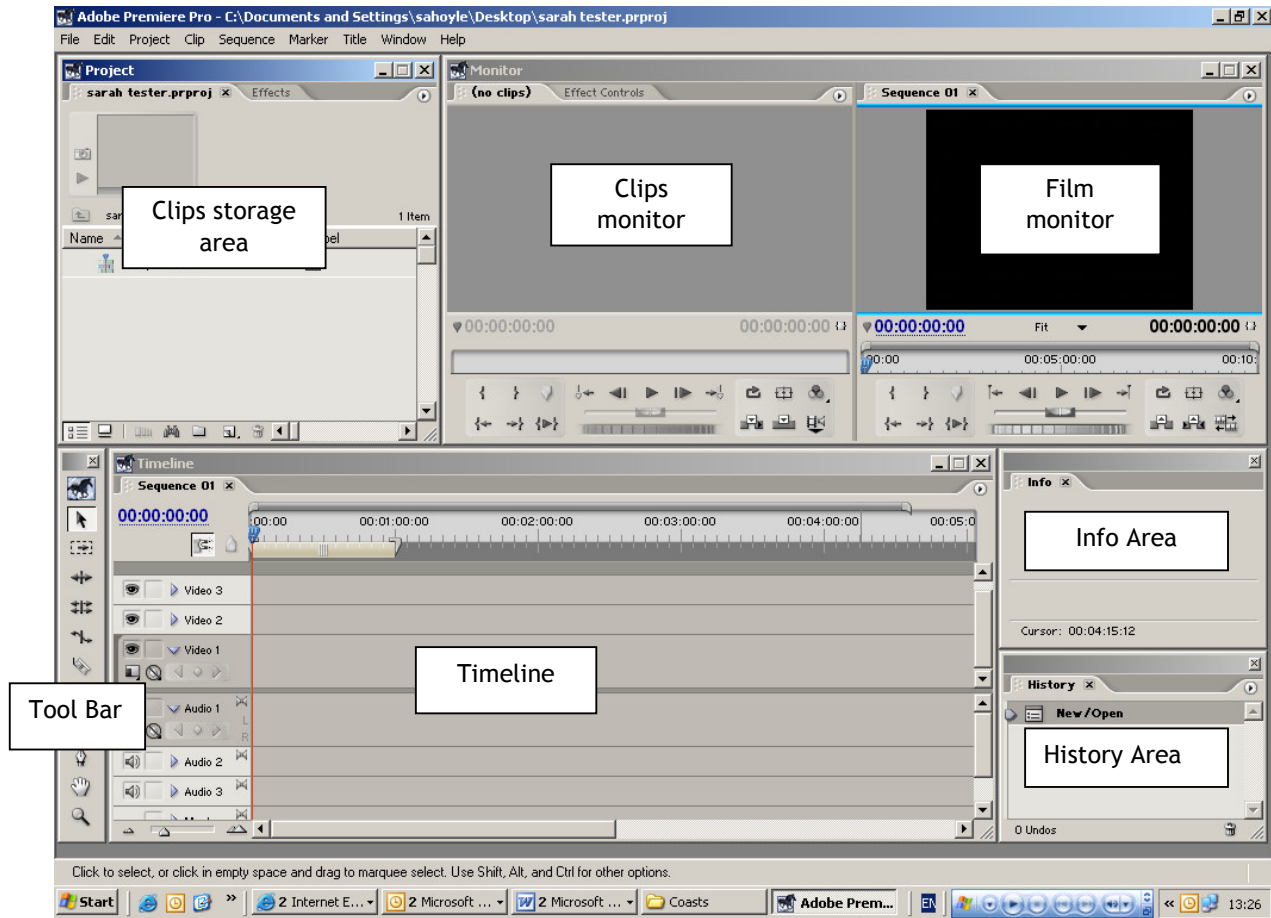 Adobe Premiere Pro - C:\Documents and Settings\sahoyle\Desktop\sarah tester.prproj
File Edit Project Clip Sequence Marker Title Window Help
Project
sarah tester.prproj Effects
Clips storage
area
1 Item
Name
Monitor
(no clips) Effect Controls
Clips
monitor
00:00:00:00 00:00:00:00
Sequence 01
Film
monitor
00:00:00:00 Fit 00:00:00:00
00:00 00:05:00:00 00:10:
Timeline
Sequence 01
00:00:00:00
00:00 00:01:00:00 00:02:00:00 00:03:00:00 00:04:00:00 00:05:0
Video 3
Video 2
Video 1
Timeline
Tool Bar
Audio 1
L
R
Audio 2
Audio 3
Info
Info Area
Cursor: 00:04:15:12
History
New/Open
History Area
0 Undos
Click to select, or click in empty space and drag to marquee select. Use Shift, Alt, and Ctrl for other options.
Start » 2 Internet E... 2 Microsoft ... 2 Microsoft ... Coasts Adobe Prem... EN « 13:26